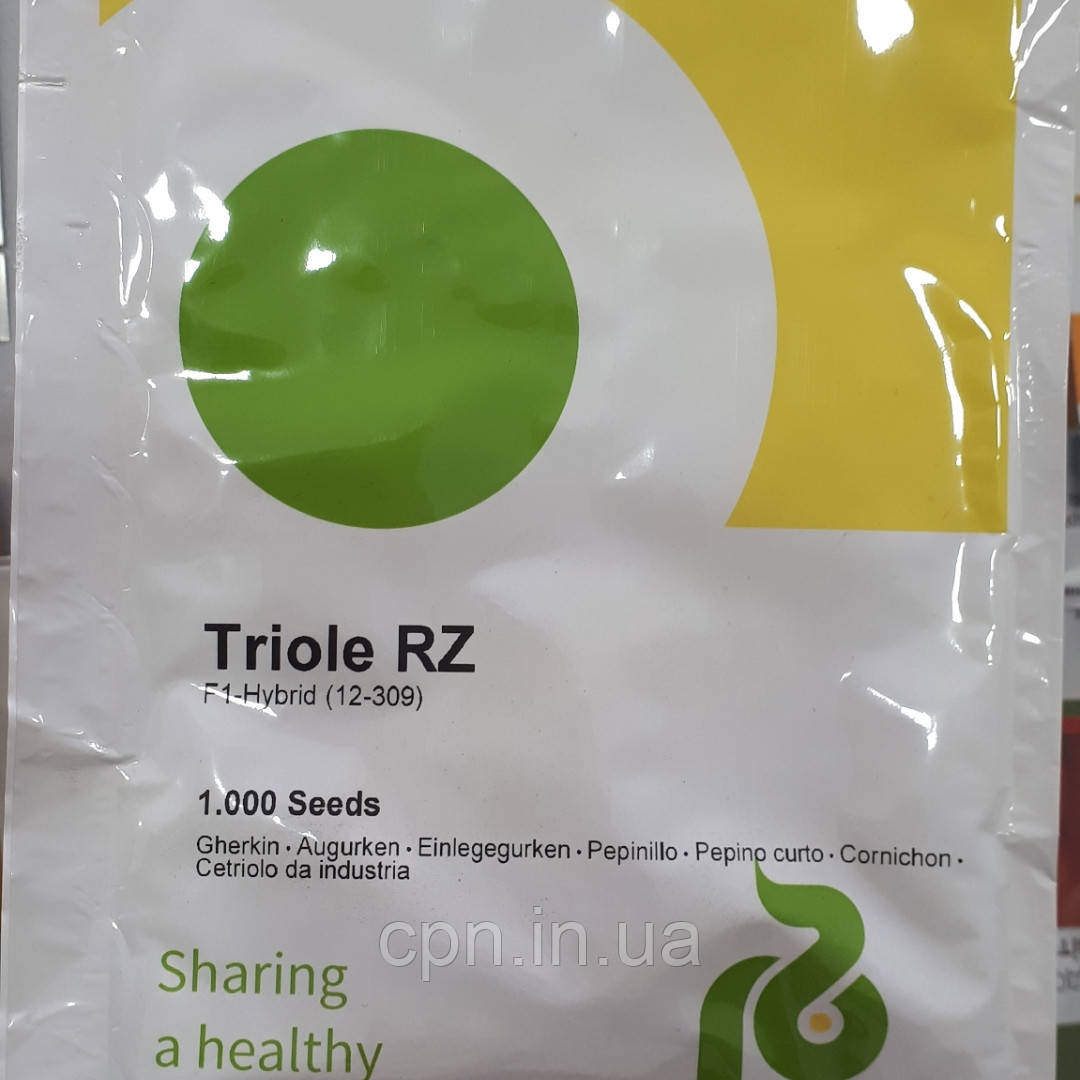 Triole RZ
F1-Hybrid (12-309)
1.000 Seeds
Gherkin · Augurken · Einlegegurken · Pepinillo · Pepino curto · Cornichon ·
Cetriolo da industria
cpn.in.ua
Sharing
a healthy